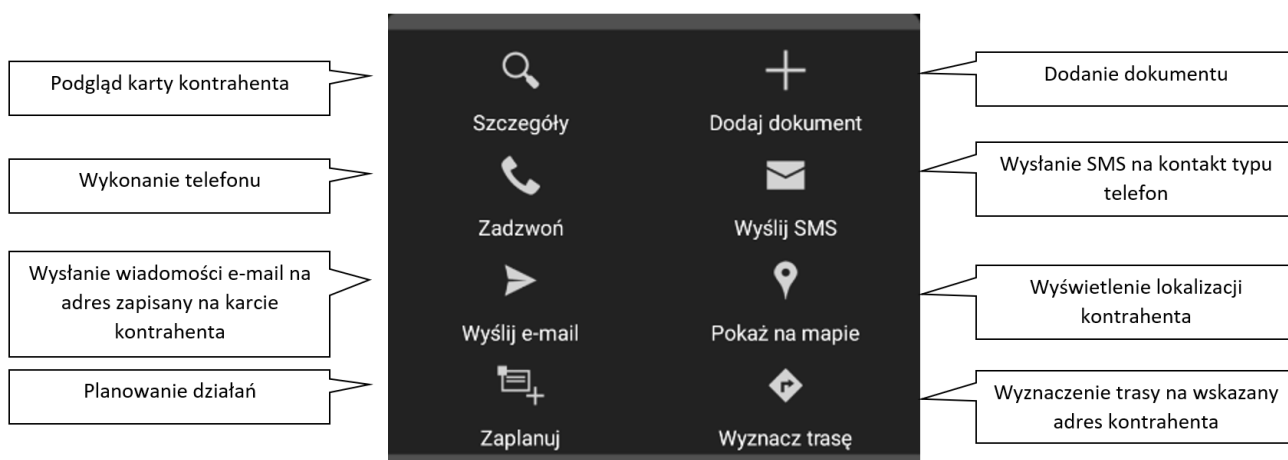 Podgląd karty kontrahenta
Szczegóły
Dodaj dokument
Dodanie dokumentu
Wykonanie telefonu
Zadzwoń
Wyślij SMS
Wysłanie SMS na kontakt typu
telefon
Wysłanie wiadomości e-mail na
adres zapisany na karcie
kontrahenta
Wyślij e-mail
Pokaż na mapie
Wyświetlenie lokalizacji
kontrahenta
Planowanie działań
Zaplanuj
Wyznacz trasę
Wyznaczenie trasy na wskazany
adres kontrahenta